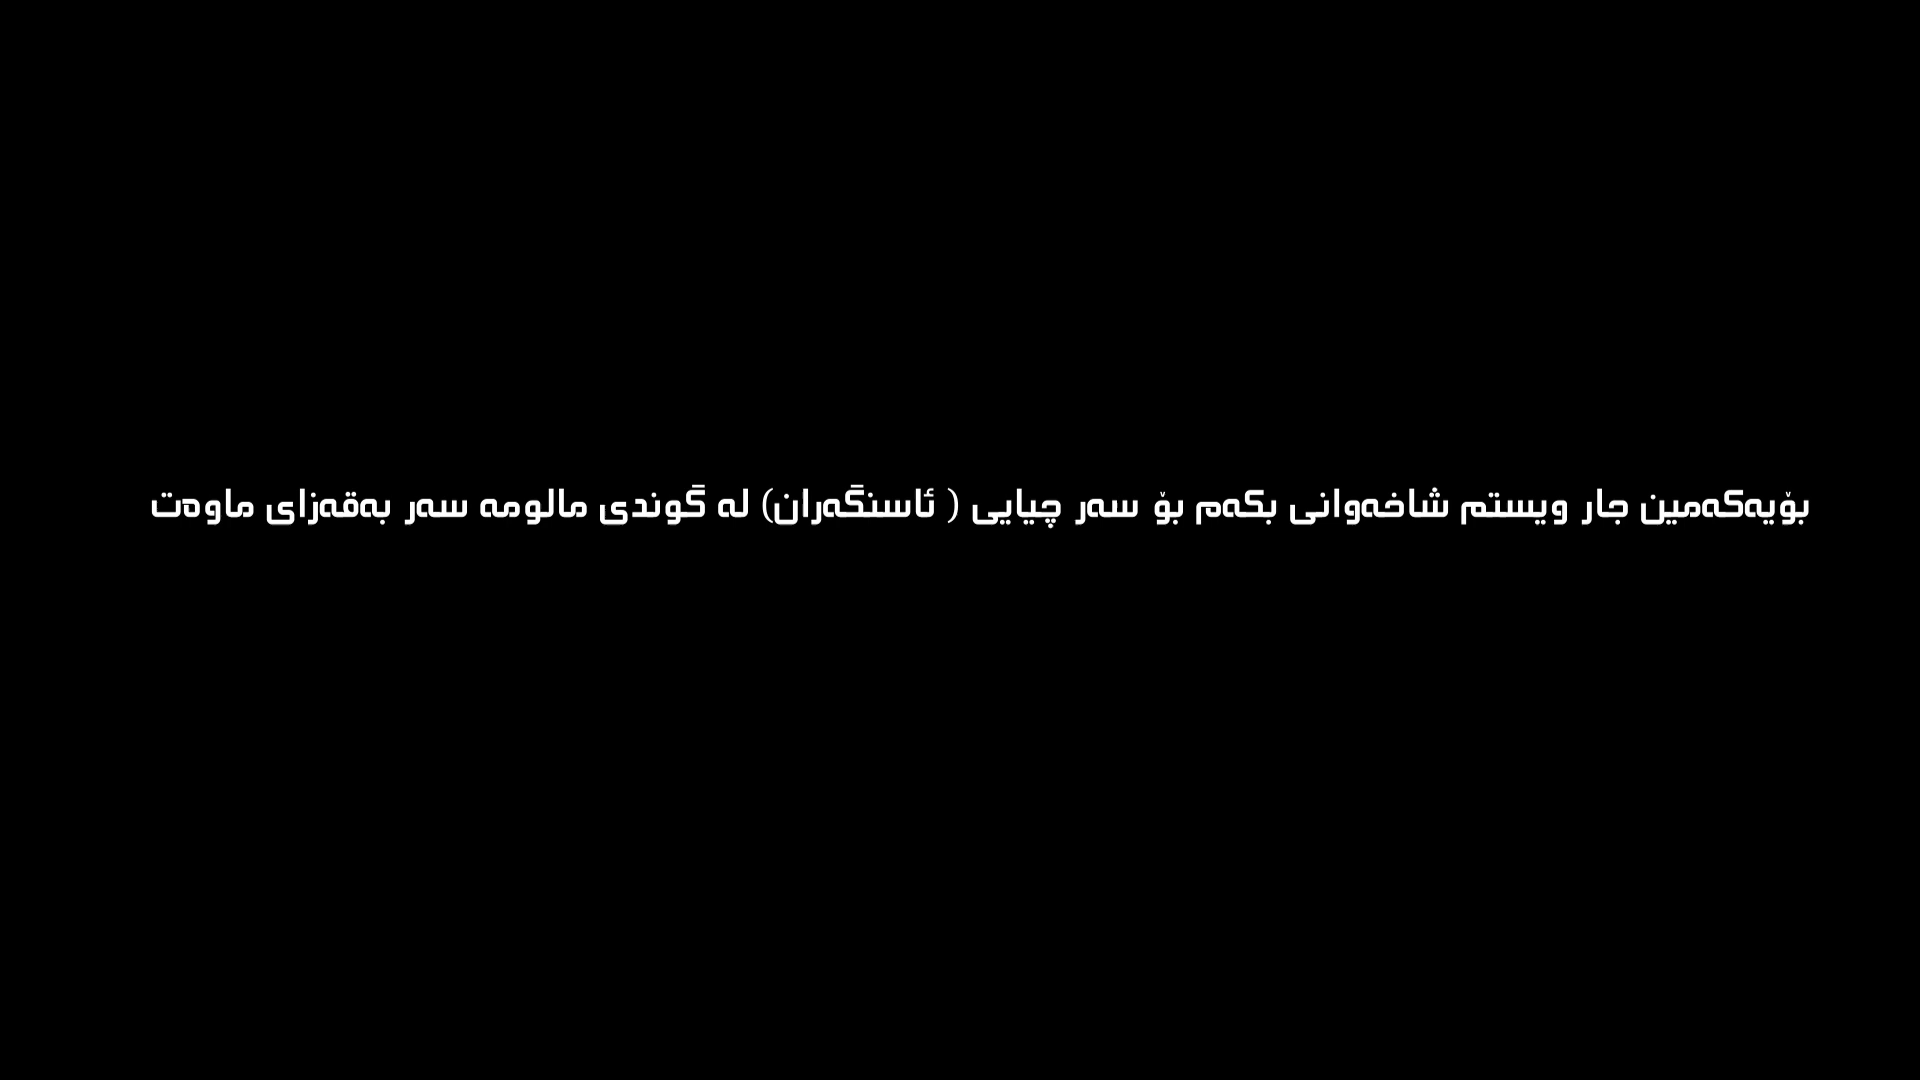 بۆیەکەمین جار ویستم شاخەوانی بکەم بۆ سەر چیایی ( ئاسنگەران) لە گوندی مالومە سەر بەقەزای ماوەت